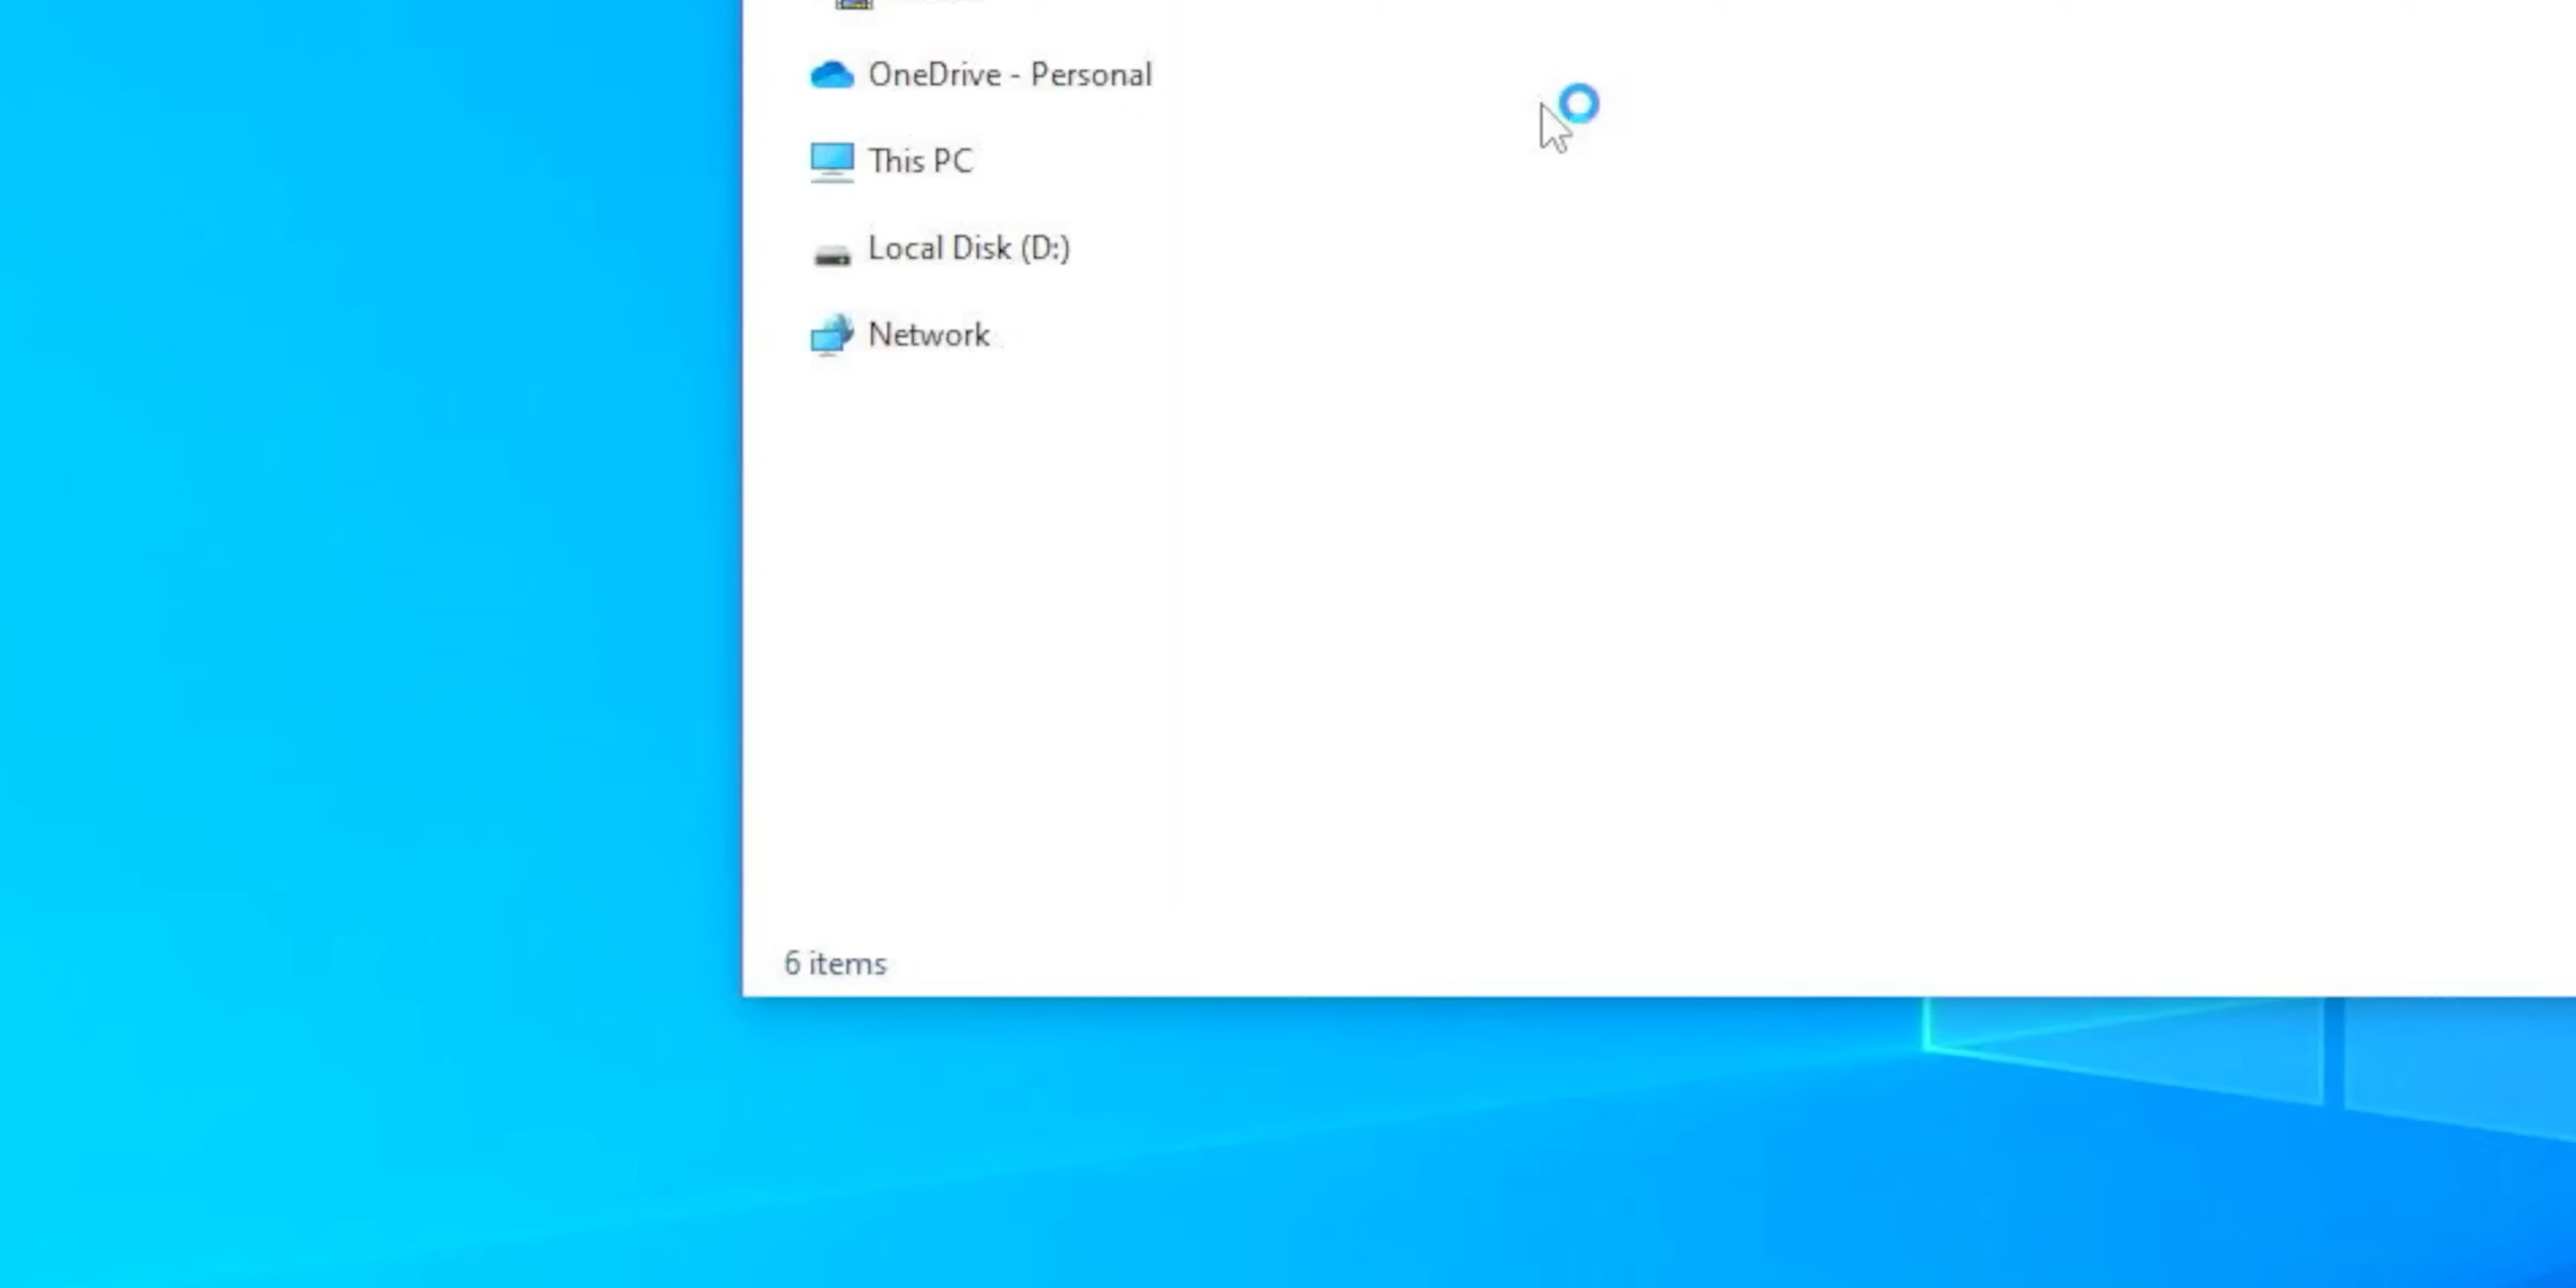 OneDrive - Personal
This PC
Local Disk (D:)
Network
6 items